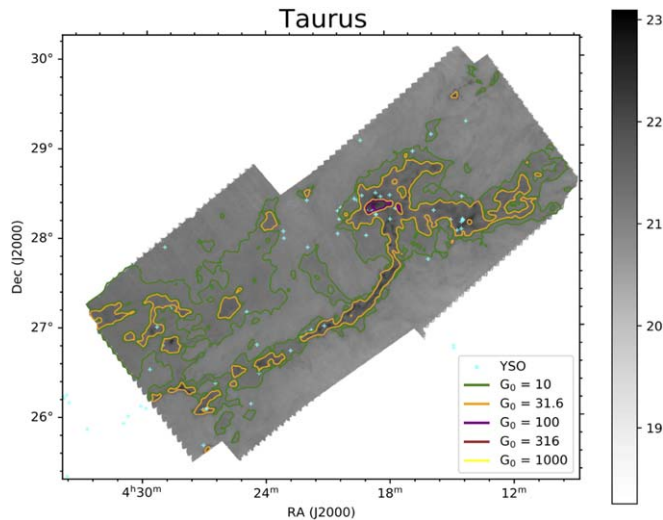 Taurus
30°
29°
28°
27°
26°
Dec (J2000)
4ʰ30ᵐ
24ᵐ
18ᵐ
12ᵐ
RA (J2000)
YSO
G₀ = 10
G₀ = 31.6
G₀ = 100
G₀ = 316
G₀ = 1000
23
22
21
20
19